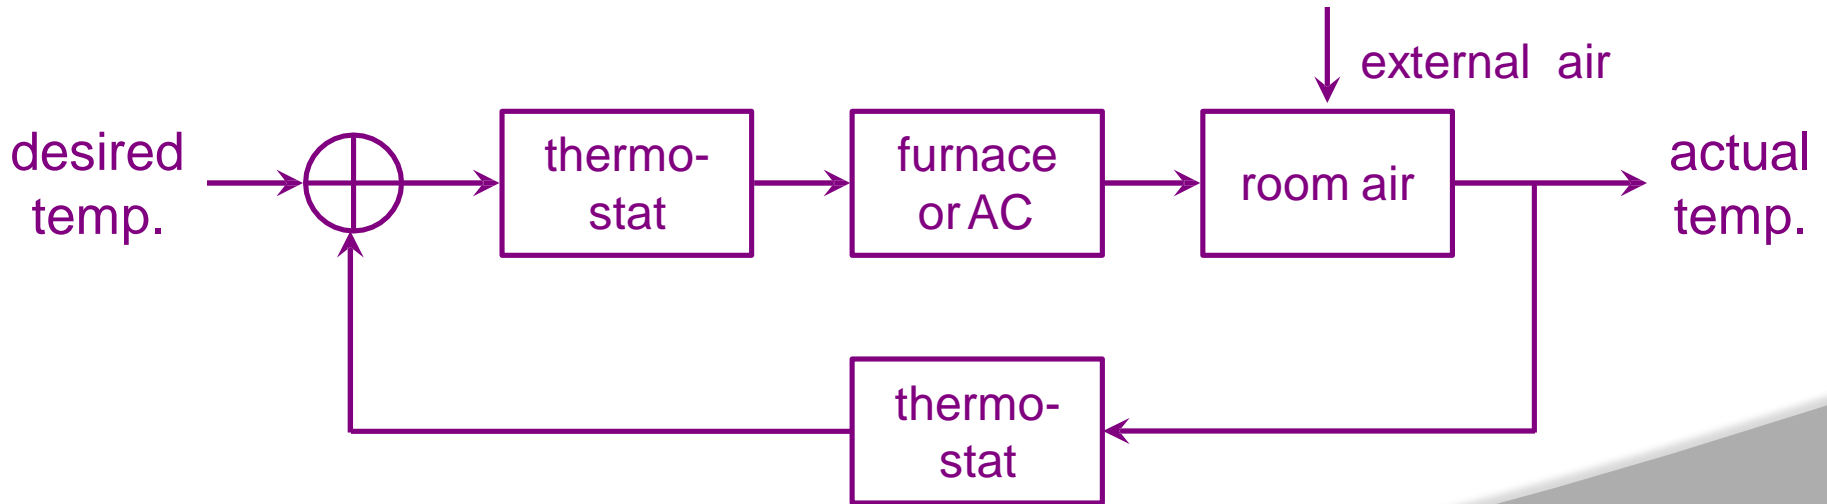 external air
desired
temp.
thermo-
stat
furnace
or AC
room air
actual
temp.
thermo-
stat